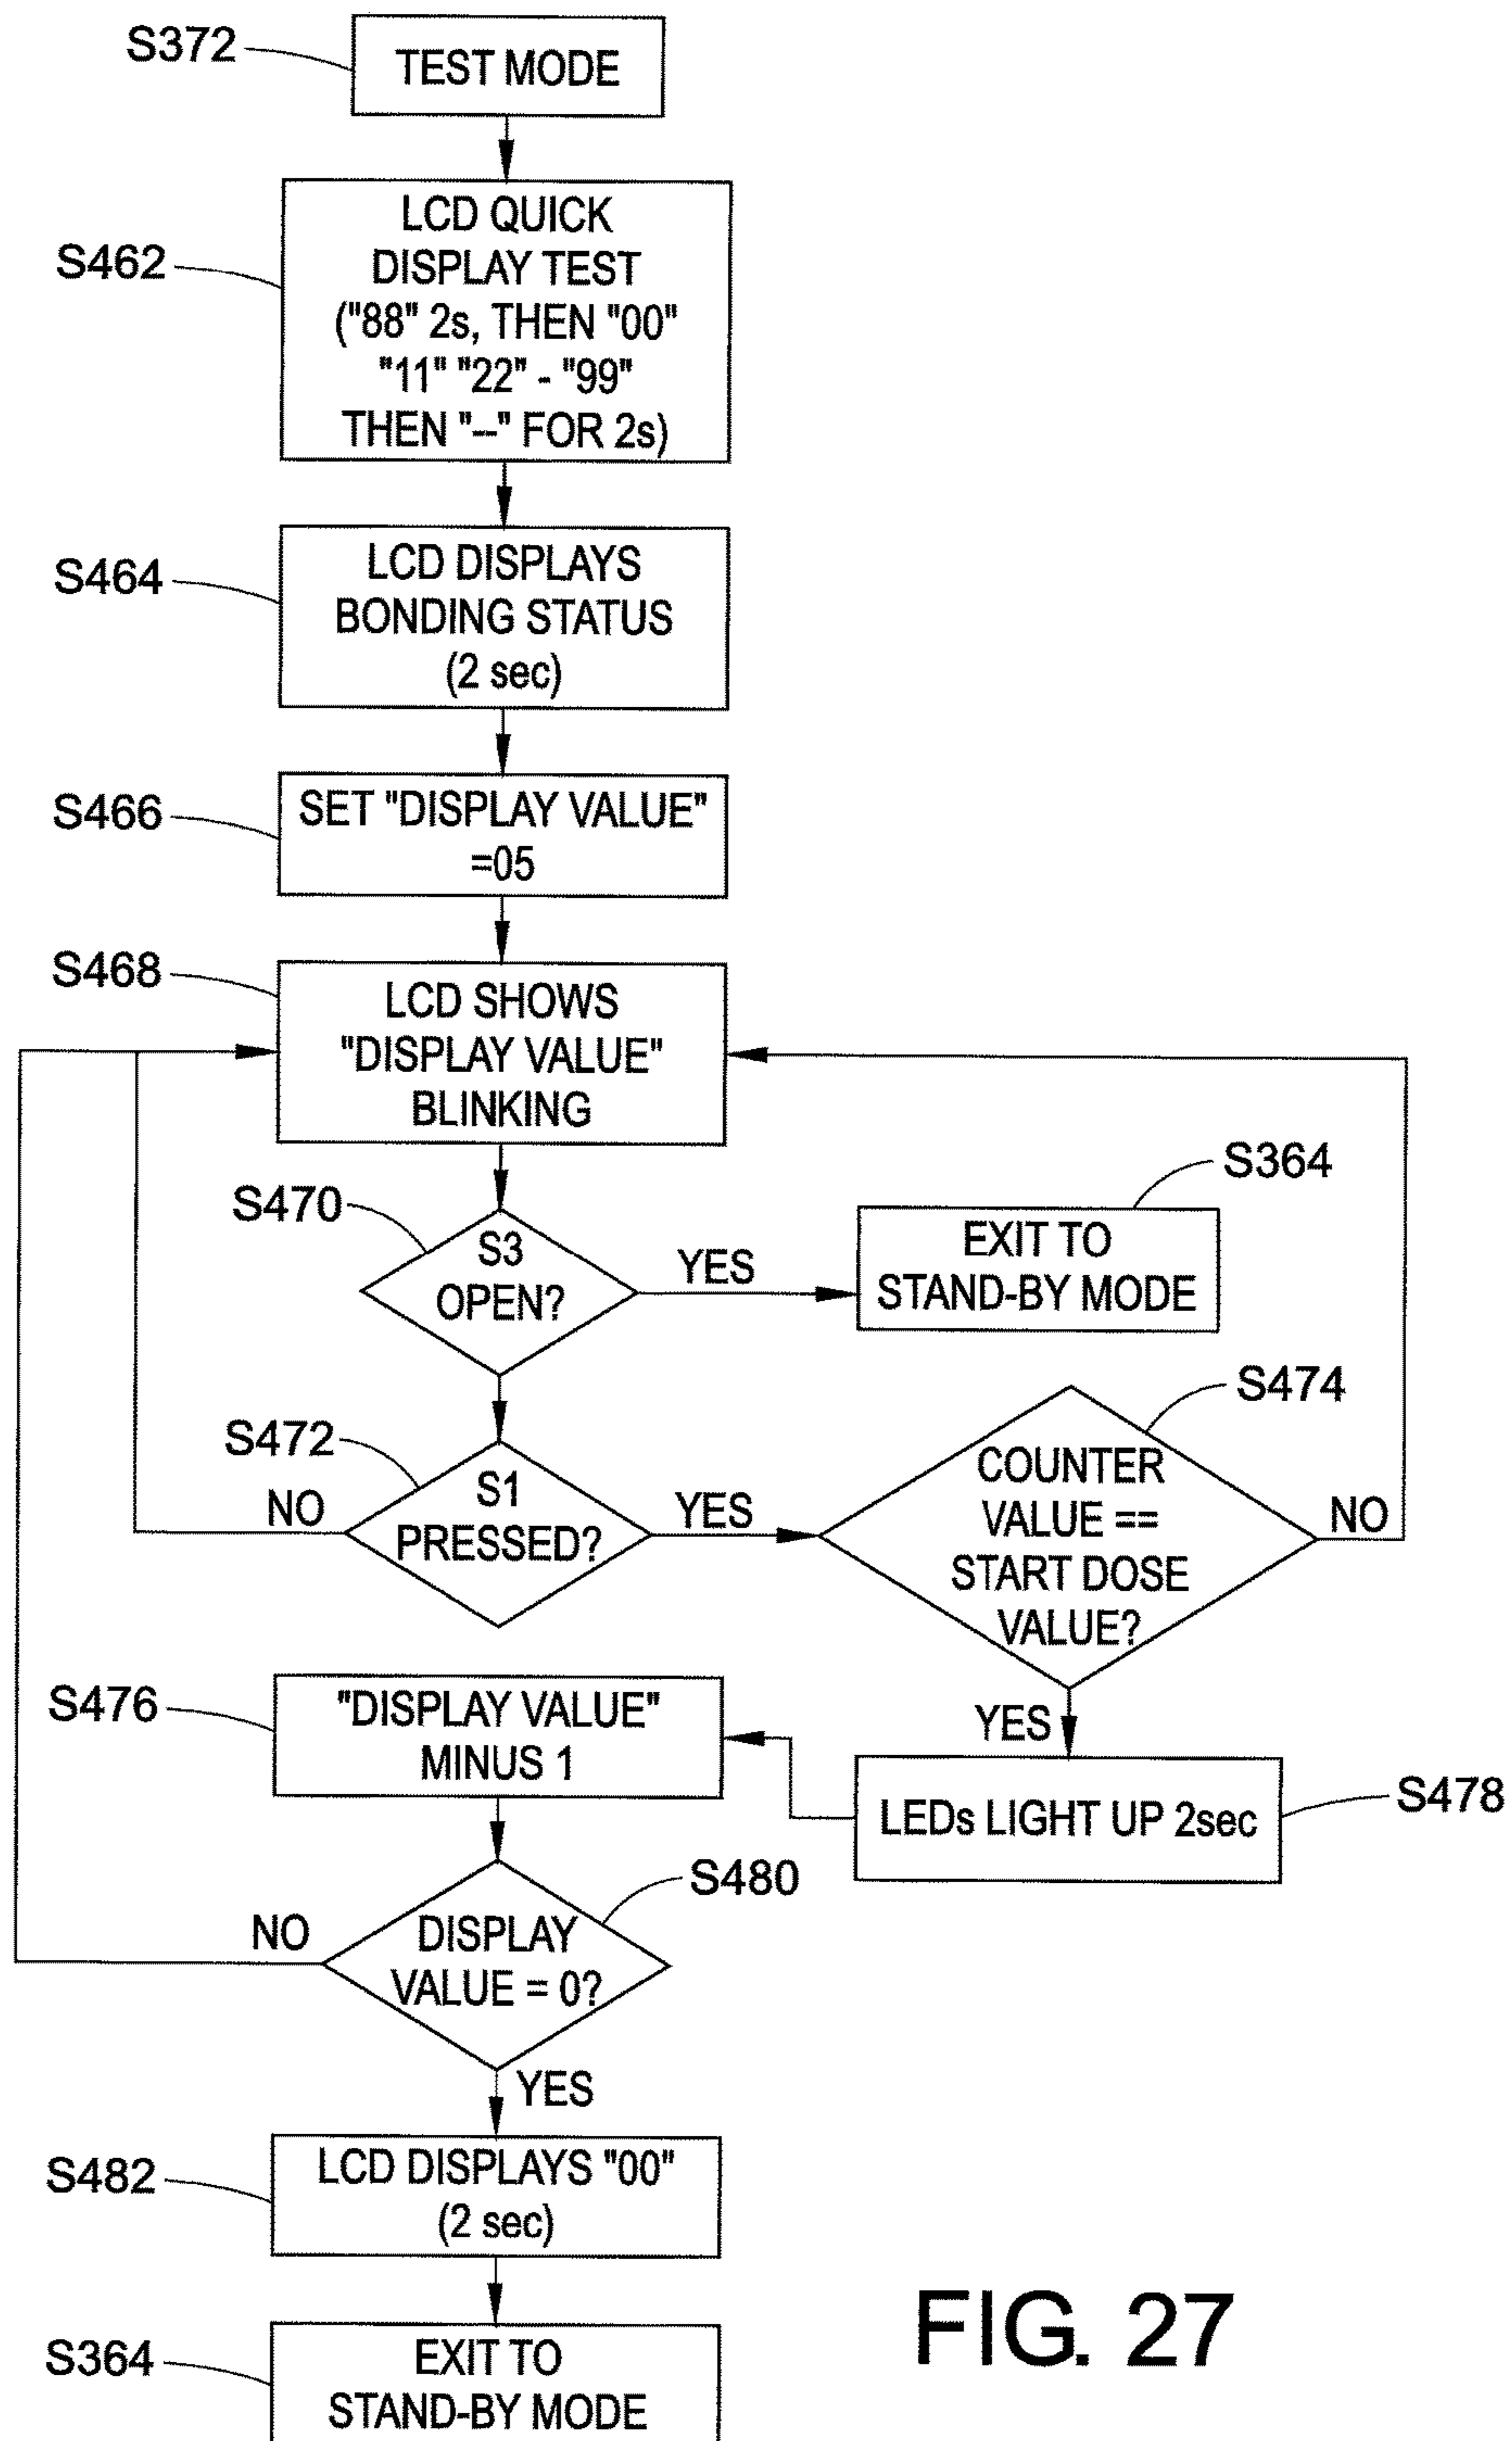 S372
TEST MODE
S462
LCD QUICK
DISPLAY TEST
("88" 2s, THEN "00"
"11" "22" - "99"
THEN "--" FOR 2s)
S464
LCD DISPLAYS
BONDING STATUS
(2 sec)
S466
SET "DISPLAY VALUE"
=05
S468
LCD SHOWS
"DISPLAY VALUE"
BLINKING
S470
S3
OPEN?
YES
S364
EXIT TO
STAND-BY MODE
S472
S1
PRESSED?
NO
YES
S474
COUNTER
VALUE ==
START DOSE
VALUE?
NO
YES
S476
"DISPLAY VALUE"
MINUS 1
LEDs LIGHT UP 2sec
S478
S480
DISPLAY
VALUE = 0?
NO
YES
S482
LCD DISPLAYS "00"
(2 sec)
S364
EXIT TO
STAND-BY MODE
FIG. 27